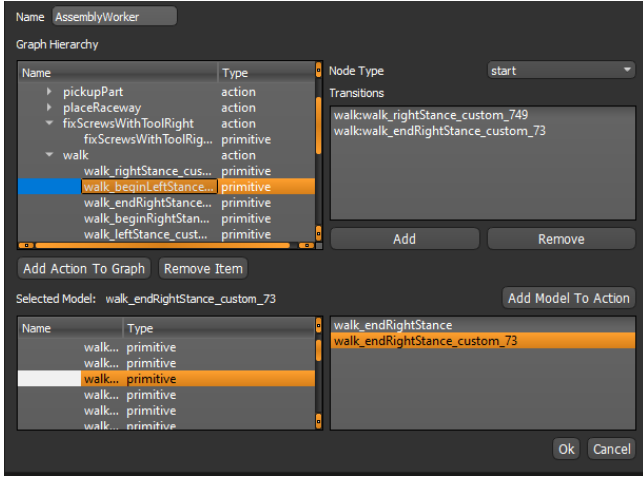 Name AssemblyWorker
Graph Hierarchy
Name Type
Node Type start
pickupPart action
Transitions
placeRaceway action
walk:walk_rightStance_custom_749
fixScrewsWithToolRight action
walk:walk_endRightStance_custom_73
fixScrewsWithToolRig... primitive
walk action
walk_rightStance_cus... primitive
walk_beginLeftStance... primitive
walk_endRightStance... primitive
walk_beginRightStan... primitive
walk_leftStance_cust... primitive
Add Remove
Add Action To Graph Remove Item
Selected Model: walk_endRightStance_custom_73 Add Model To Action
Name Type
walk_endRightStance
walk... primitive
walk_endRightStance_custom_73
walk... primitive
walk... primitive
walk... primitive
walk... primitive
walk... primitive
Ok Cancel